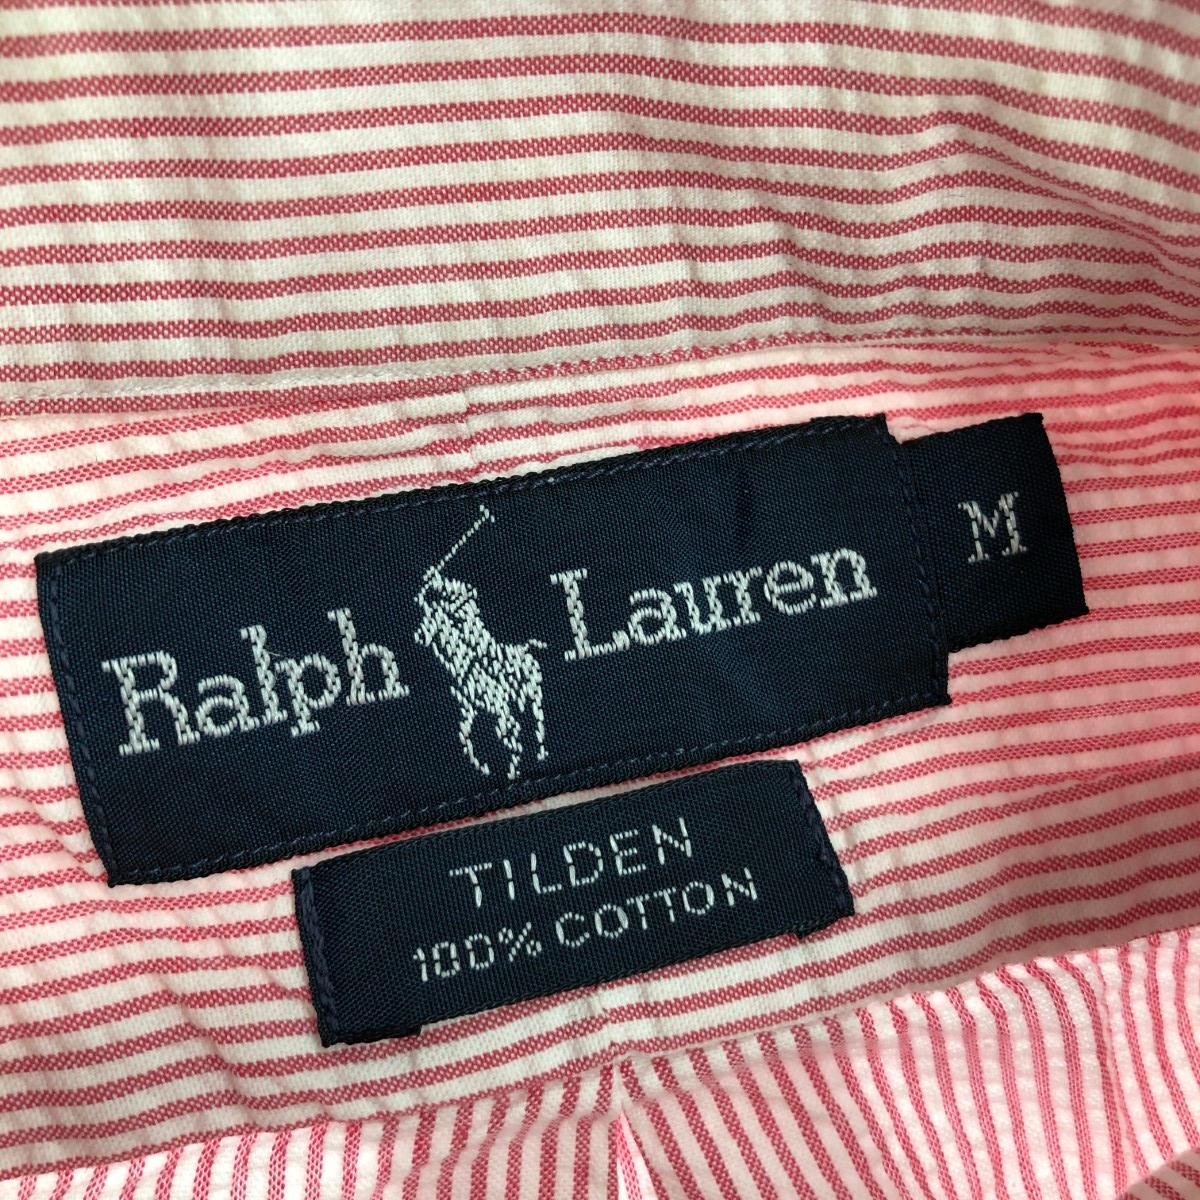 Ralph Lauren
M
TILDEN
100% COTTON